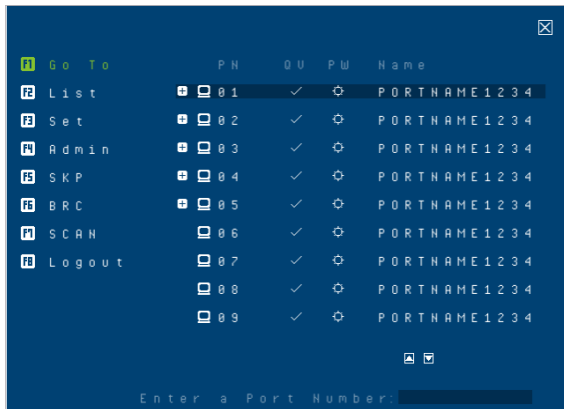 F1 Go To PN QV PW Name
F2 List 01 PORTNAME1234
F3 Set 02 PORTNAME1234
F4 Admin 03 PORTNAME1234
F5 SKP 04 PORTNAME1234
F6 BRC 05 PORTNAME1234
F7 SCAN 06 PORTNAME1234
F8 Logout 07 PORTNAME1234
08 PORTNAME1234
09 PORTNAME1234
Enter a Port Number: